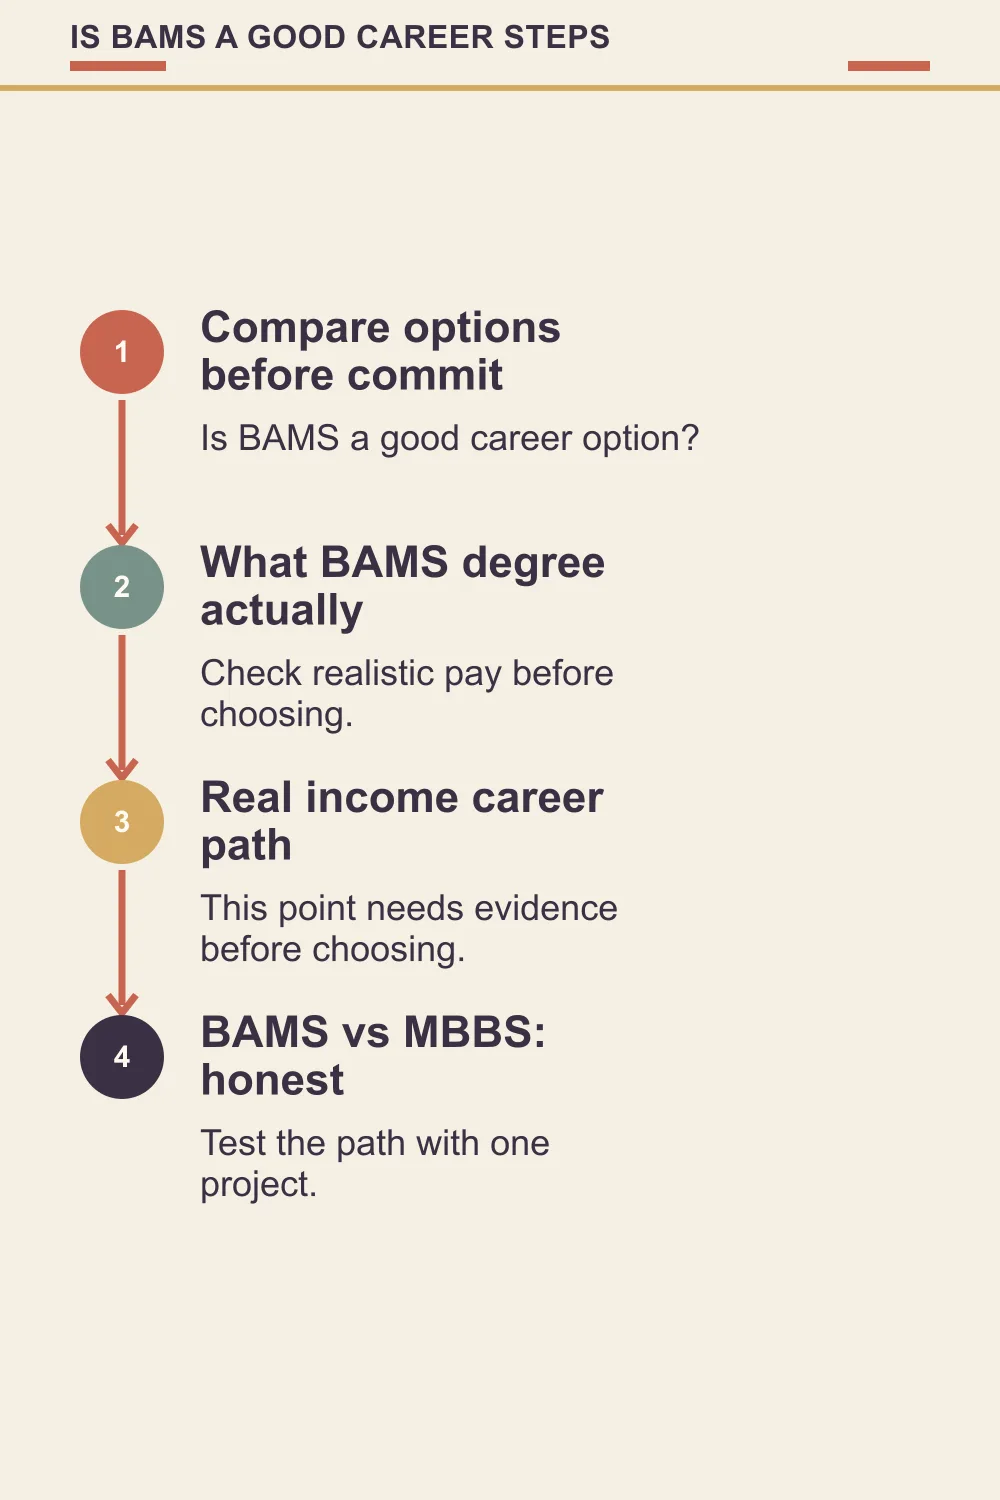 IS BAMS A GOOD CAREER STEPS
1
Compare options
before commit
Is BAMS a good career option?
2
What BAMS degree
actually
Check realistic pay before
choosing.
3
Real income career
path
This point needs evidence
before choosing.
4
BAMS vs MBBS:
honest
Test the path with one
project.